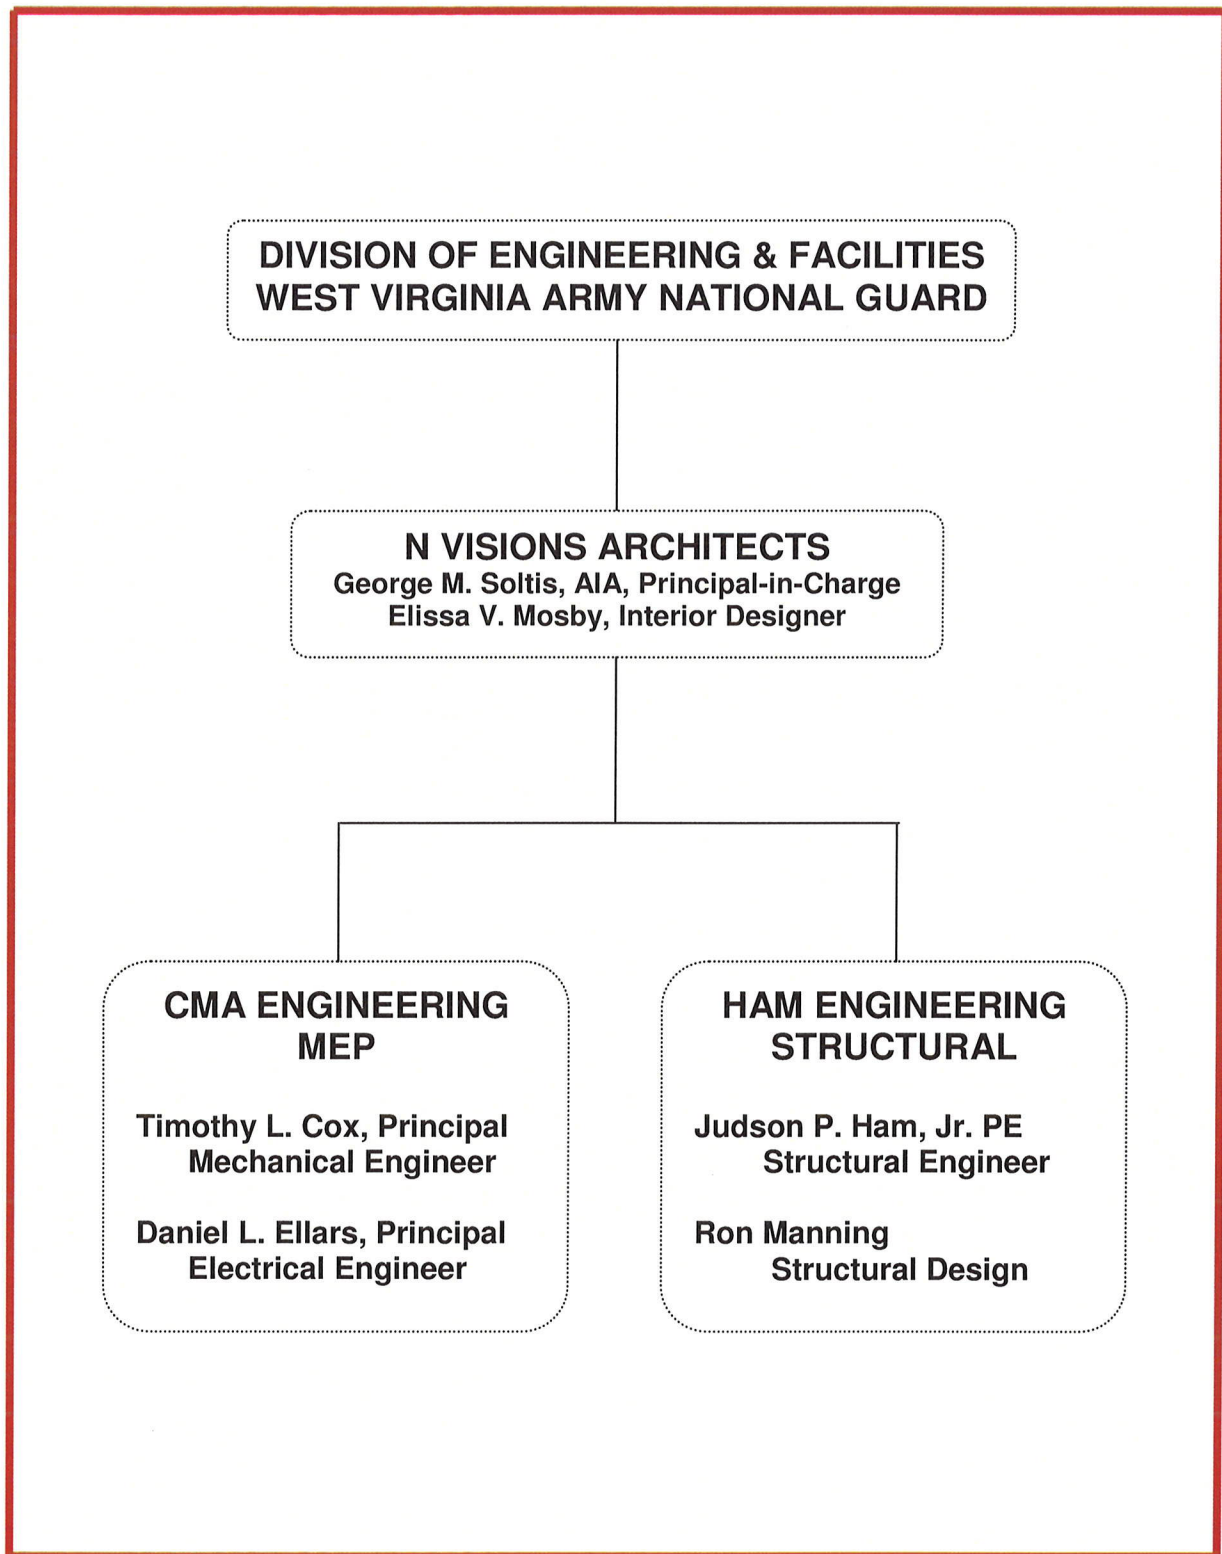 DIVISION OF ENGINEERING & FACILITIES
WEST VIRGINIA ARMY NATIONAL GUARD
N VISIONS ARCHITECTS
George M. Soltis, AIA, Principal-in-Charge
Elissa V. Mosby, Interior Designer
CMA ENGINEERING
MEP
Timothy L. Cox, Principal
Mechanical Engineer
Daniel L. Ellars, Principal
Electrical Engineer
HAM ENGINEERING
STRUCTURAL
Judson P. Ham, Jr. PE
Structural Engineer
Ron Manning
Structural Design